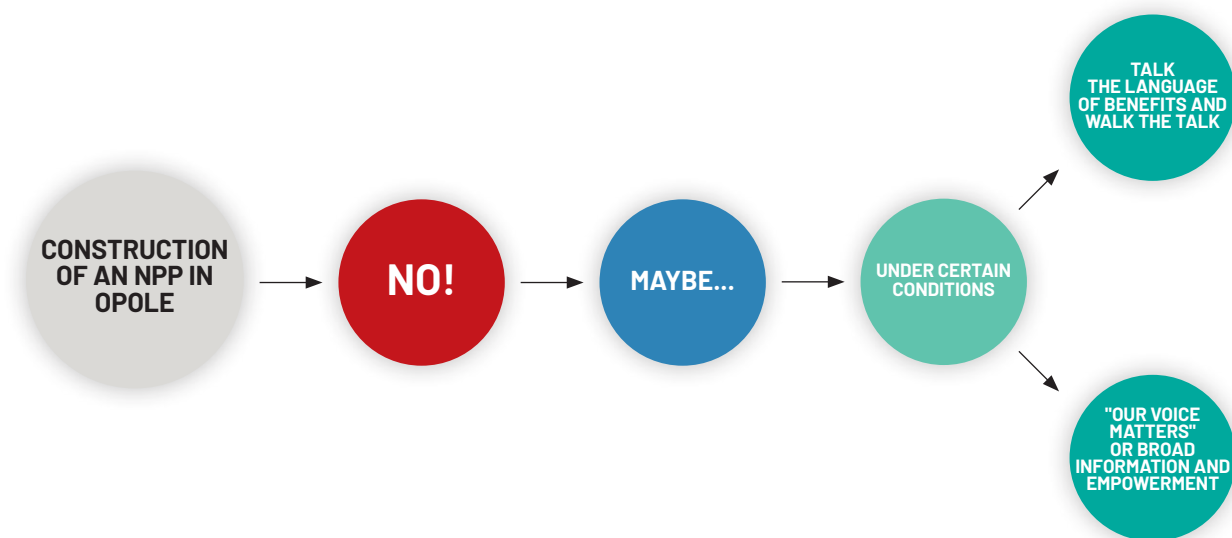 CONSTRUCTION
OF AN NPP IN
OPOLE
NO!
MAYBE...
UNDER CERTAIN
CONDITIONS
TALK
THE LANGUAGE
OF BENEFITS AND
WALK THE TALK
"OUR VOICE
MATTERS"
OR BROAD
INFORMATION AND
EMPOWERMENT